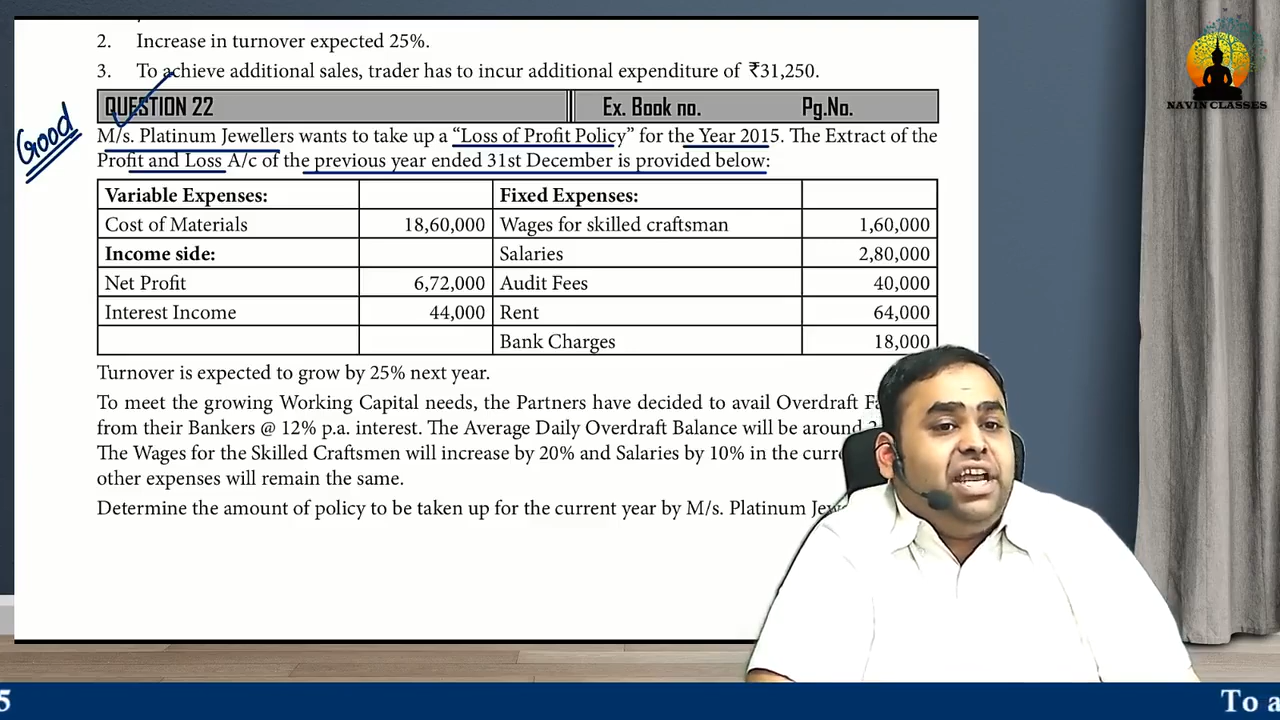 2. Increase in turnover expected 25%.
3. To achieve additional sales, trader has to incur additional expenditure of ₹31,250.
QUESTION 22 Ex. Book no. Pg.No.
Good
M/s. Platinum Jewellers wants to take up a “Loss of Profit Policy” for the Year 2015. The Extract of the
Profit and Loss A/c of the previous year ended 31st December is provided below:
Variable Expenses: Fixed Expenses:
Cost of Materials 18,60,000 Wages for skilled craftsman 1,60,000
Income side: Salaries 2,80,000
Net Profit 6,72,000 Audit Fees 40,000
Interest Income 44,000 Rent 64,000
Bank Charges 18,000
Turnover is expected to grow by 25% next year.
To meet the growing Working Capital needs, the Partners have decided to avail Overdraft
from their Bankers @ 12% p.a. interest. The Average Daily Overdraft Balance will be around
The Wages for the Skilled Craftsmen will increase by 20% and Salaries by 10% in the
other expenses will remain the same.
Determine the amount of policy to be taken up for the current year by M/s. Platinum
NAVIN CLASSES
5 To a